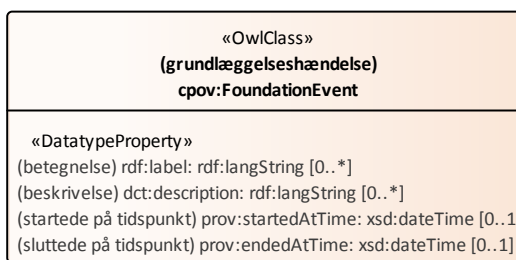 «OwlClass»
(grundlæggelseshændelse)
cpov:FoundationEvent
«DatatypeProperty»
(betegnelse) rdf:label: rdf:langString [0..*]
(beskrivelse) dct:description: rdf:langString [0..*]
(startede på tidspunkt) prov:startedAtTime: xsd:dateTime [0..1
(sluttede på tidspunkt) prov:endedAtTime: xsd:dateTime [0..1]